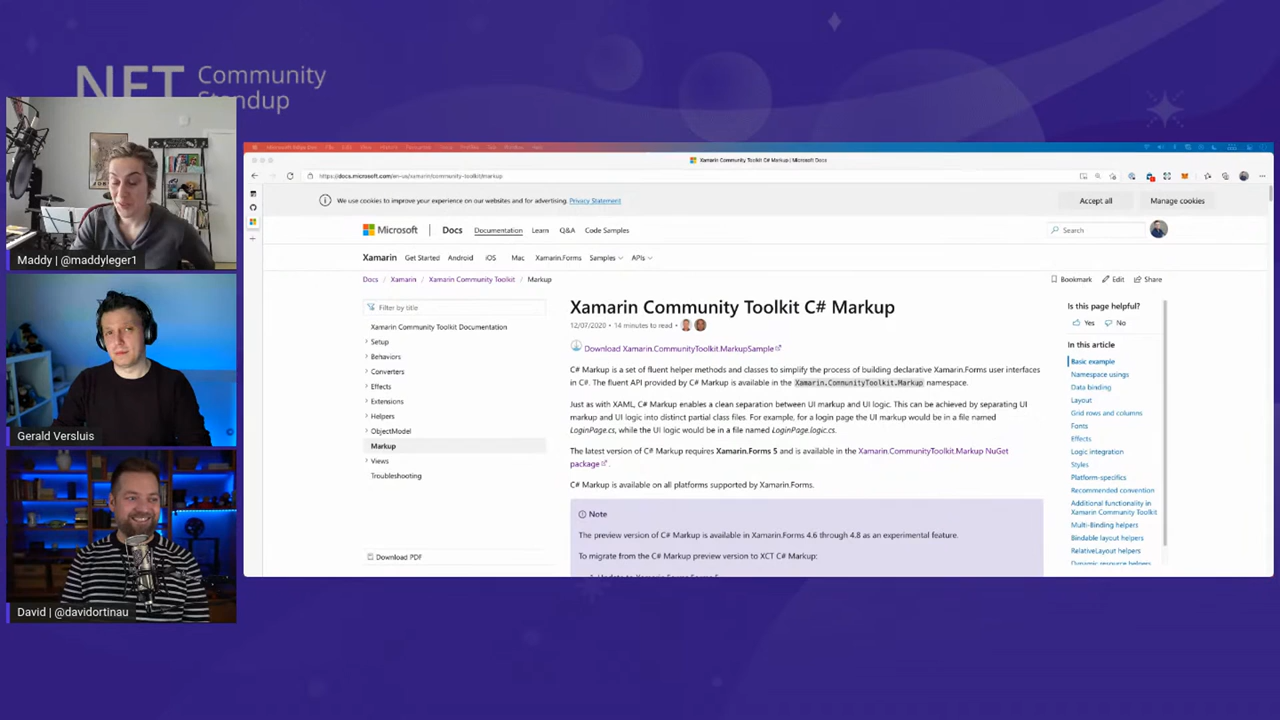 .NET Community
Standup
Maddy | @maddyleger1
Gerald Versluis
David | @davidortinau
Xamarin Community Toolkit C# Markup | Microsoft Docs
https://docs.microsoft.com/en-us/xamarin/community-toolkit/markup
We use cookies to improve your experience on our websites and for advertising. Privacy Statement
Accept all
Manage cookies
Microsoft
Docs
Documentation
Learn
Q&A
Code Samples
Search
Xamarin
Get Started
Android
iOS
Mac
Xamarin.Forms
Samples
APIs
Docs
Xamarin
Xamarin Community Toolkit
Markup
Bookmark
Edit
Share
Filter by title
Xamarin Community Toolkit Documentation
Setup
Behaviors
Converters
Effects
Extensions
Helpers
ObjectModel
Markup
Views
Troubleshooting
Download PDF
Xamarin Community Toolkit C# Markup
12/07/2020 • 14 minutes to read •
Download Xamarin.CommunityToolkit.MarkupSample
C# Markup is a set of fluent helper methods and classes to simplify the process of building declarative Xamarin.Forms user interfaces
in C#. The fluent API provided by C# Markup is available in the Xamarin.CommunityToolkit.Markup namespace.
Just as with XAML, C# Markup enables a clean separation between UI markup and UI logic. This can be achieved by separating UI
markup and UI logic into distinct partial class files. For example, for a login page the UI markup would be in a file named
LoginPage.cs, while the UI logic would be in a file named LoginPage.logic.cs.
The latest version of C# Markup requires Xamarin.Forms 5 and is available in the Xamarin.CommunityToolkit.Markup NuGet
package.
C# Markup is available on all platforms supported by Xamarin.Forms.
Note
The preview version of C# Markup is available in Xamarin.Forms 4.6 through 4.8 as an experimental feature.
To migrate from the C# Markup preview version to XCT C# Markup:
Is this page helpful?
Yes
No
In this article
Basic example
Namespace usings
Data binding
Layout
Grid rows and columns
Fonts
Effects
Logic integration
Styles
Platform-specifics
Recommended convention
Additional functionality in
Xamarin Community Toolkit
Multi-Binding helpers
Bindable layout helpers
RelativeLayout helpers
Dynamic resource helpers